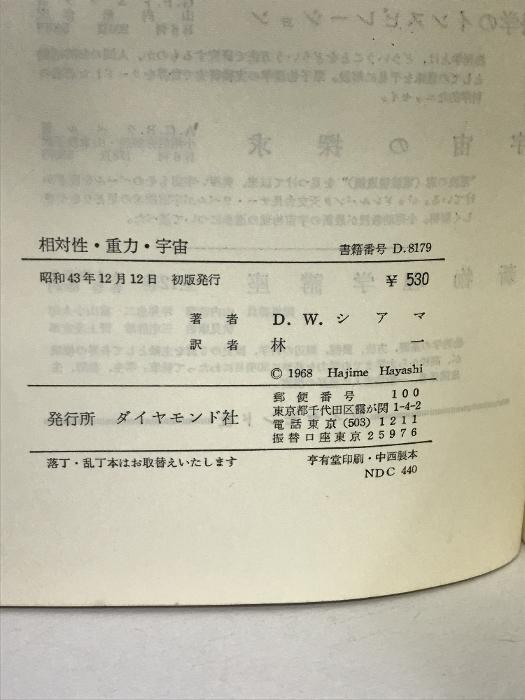 相対性・重力・宇宙
書籍番号 D.8179
昭和43年12月12日 初版発行
¥ 530
著者 D. W. シアマ
訳者 林 一
© 1968 Hajime Hayashi
発行所 ダイヤモンド社
郵便番号 100
東京都千代田区霞が関 1-4-2
電話東京 (503) 1211
振替口座東京 25976
落丁・乱丁本はお取替えいたします
亨有堂印刷・中西製本
NDC 440